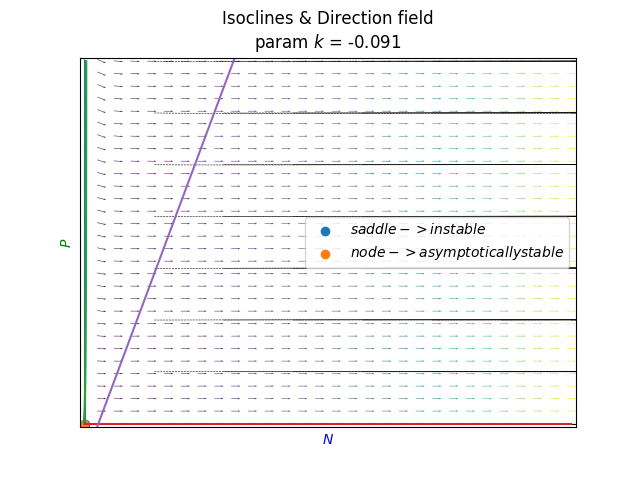 Isoclines & Direction field
param k = -0.091
P
saddle − > instable
node − > asymptoticallystable
N